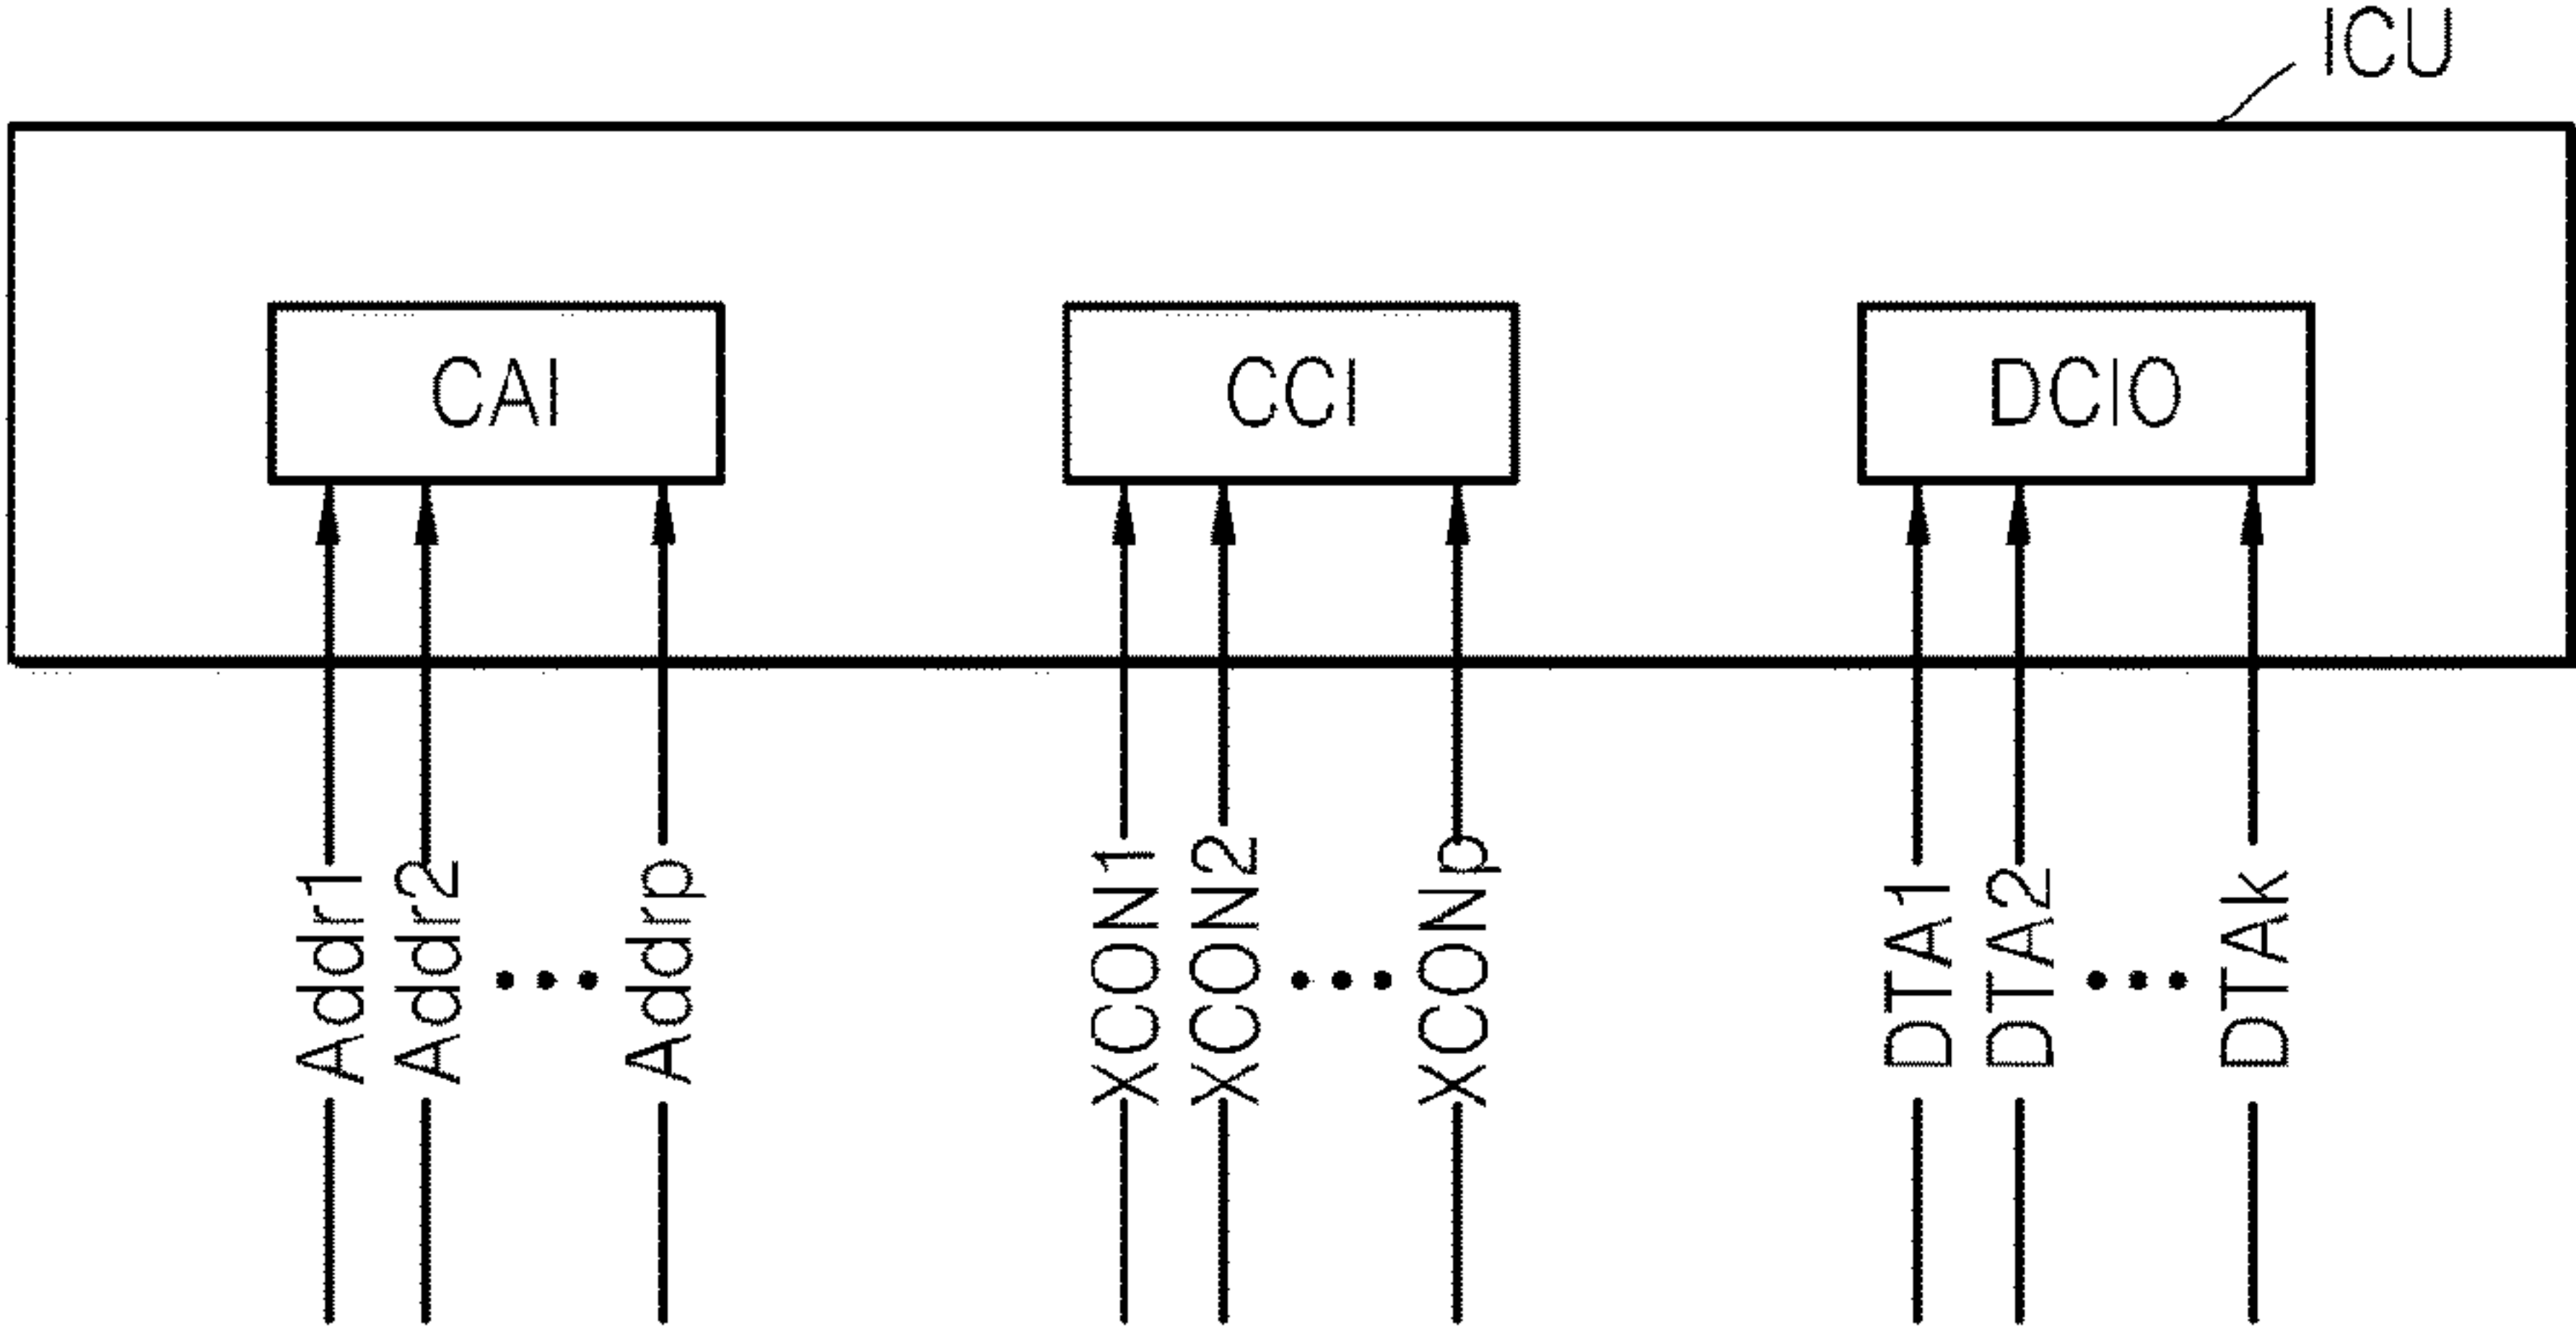 ICU
CAI
CCI
DCIO
Addr1
Addr2
•••
Addrp
XCON1
XCON2
•••
XCONp
DTA1
DTA2
•••
DTAk